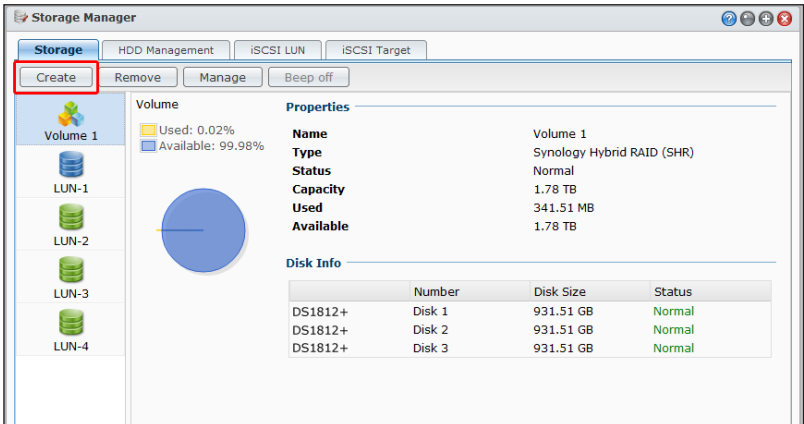 Storage Manager
Storage HDD Management iSCSI LUN iSCSI Target
Create Remove Manage Beep off
Volume 1
LUN-1
LUN-2
LUN-3
LUN-4
Volume
Used: 0.02%
Available: 99.98%
Properties
Name Volume 1
Type Synology Hybrid RAID (SHR)
Status Normal
Capacity 1.78 TB
Used 341.51 MB
Available 1.78 TB
Disk Info
Number Disk Size Status
DS1812+ Disk 1 931.51 GB Normal
DS1812+ Disk 2 931.51 GB Normal
DS1812+ Disk 3 931.51 GB Normal